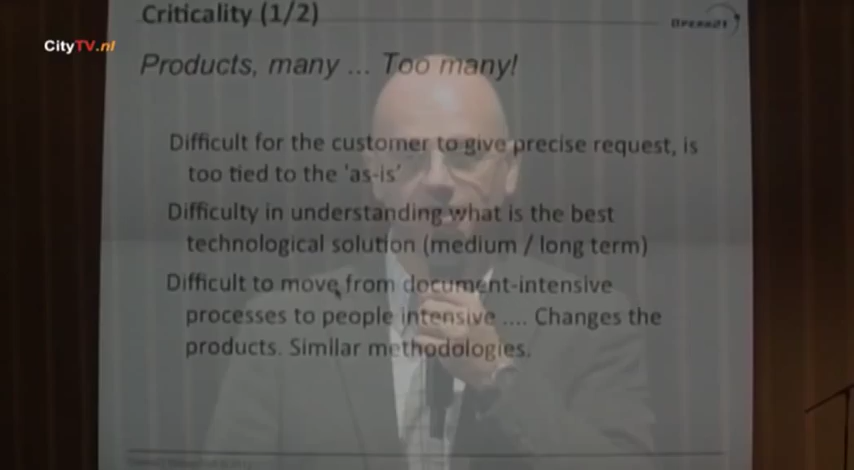 Criticality (1/2)
CityTV.nl
Products, many ... Too many!
Difficult for the customer to give precise request, is
too tied to the 'as-is'
Difficulty in understanding what is the best
technological solution (medium / long term)
Difficult to move from document-intensive
processes to people intensive .... Changes the
products. Similar methodologies.